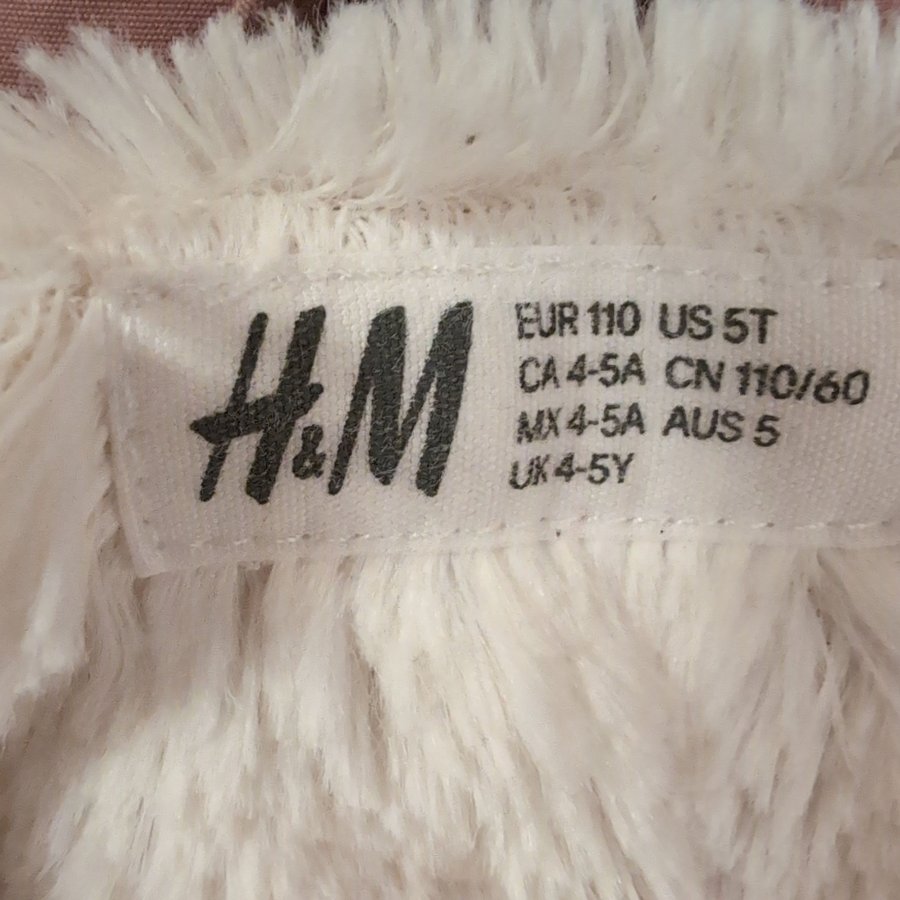 H&M
EUR 110 US 5T
CA 4-5A CN 110/60
MX 4-5A AUS 5
UK 4-5Y